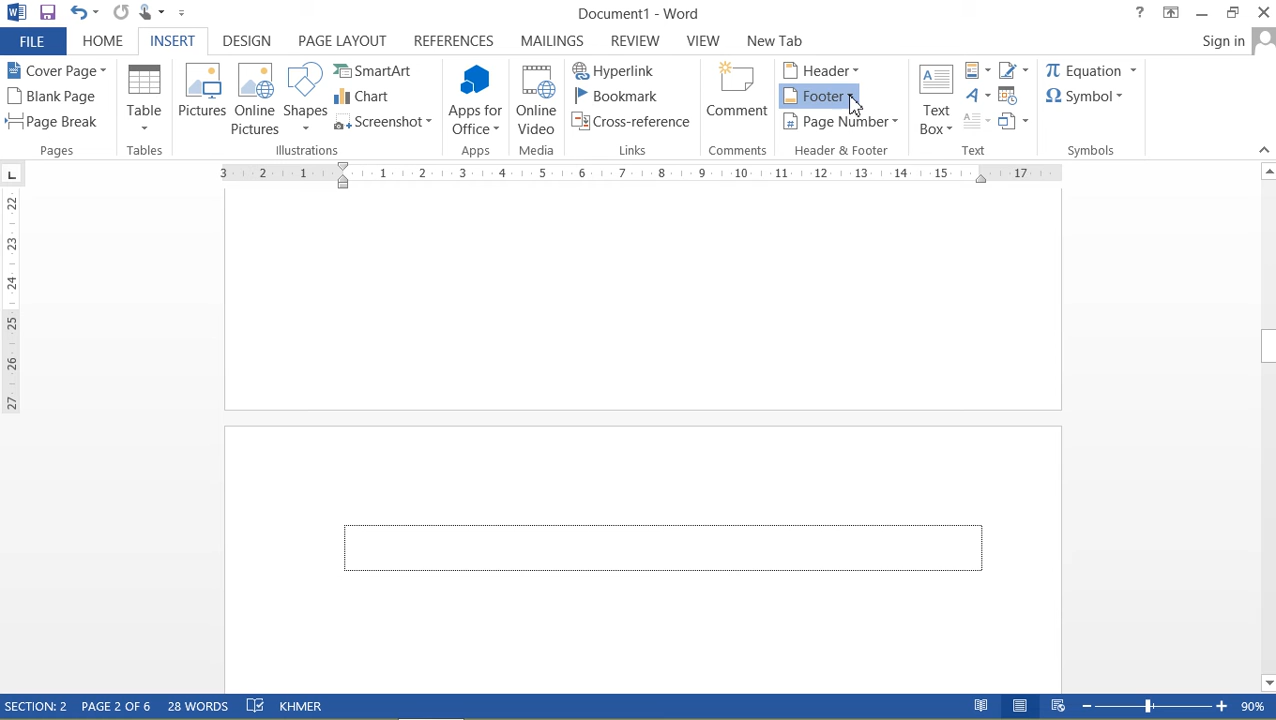 Document1 - Word
?
FILE
HOME
INSERT
DESIGN
PAGE LAYOUT
REFERENCES
MAILINGS
REVIEW
VIEW
New Tab
Sign in
Cover Page
Blank Page
Page Break
Pages
Table
Tables
Pictures
Online
Pictures
Shapes
SmartArt
Chart
Screenshot
Illustrations
Apps for
Office
Apps
Online
Video
Media
Hyperlink
Bookmark
Cross-reference
Links
Comment
Comments
Header
Footer
# Page Number
Header & Footer
Text
Box
Text
π Equation
Ω Symbol
Symbols
3 2 1 1 2 3 4 5 6 7 8 9 10 11 12 13 14 15 17
22
23
24
25
26
27
SECTION: 2 PAGE 2 OF 6 28 WORDS KHMER
90%